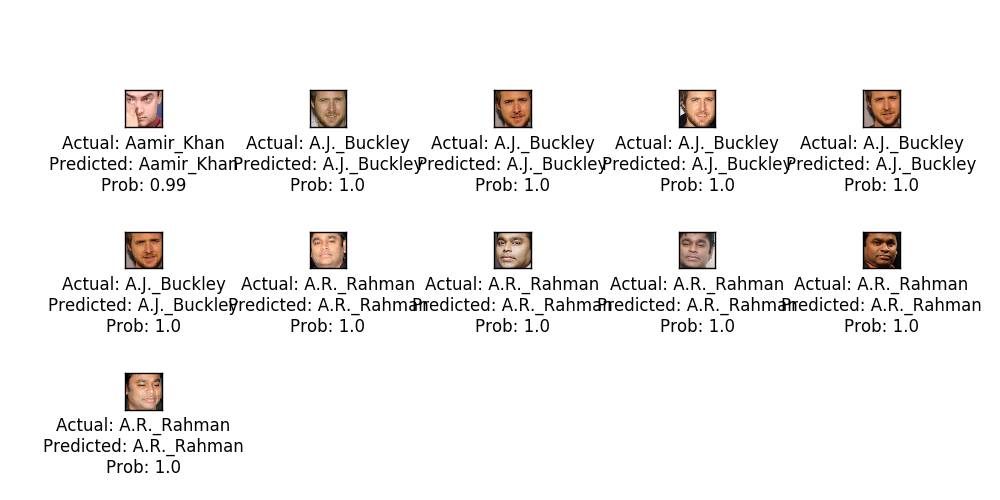 Actual: Aamir_Khan
Predicted: Aamir_Khan
Prob: 0.99
Actual: A.J._Buckley
Predicted: A.J._Buckley
Prob: 1.0
Actual: A.J._Buckley
Predicted: A.J._Buckley
Prob: 1.0
Actual: A.J._Buckley
Predicted: A.J._Buckley
Prob: 1.0
Actual: A.J._Buckley
Predicted: A.J._Buckley
Prob: 1.0
Actual: A.J._Buckley
Predicted: A.J._Buckley
Prob: 1.0
Actual: A.R._Rahman
Predicted: A.R._Rahman
Prob: 1.0
Actual: A.R._Rahman
Predicted: A.R._Rahman
Prob: 1.0
Actual: A.R._Rahman
Predicted: A.R._Rahman
Prob: 1.0
Actual: A.R._Rahman
Predicted: A.R._Rahman
Prob: 1.0
Actual: A.R._Rahman
Predicted: A.R._Rahman
Prob: 1.0